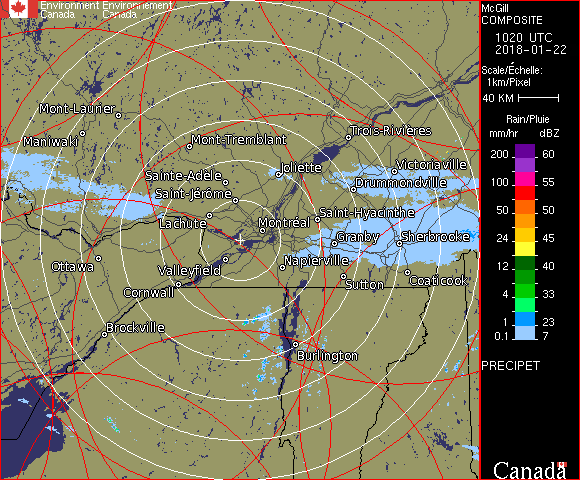 Environment Environnement
Canada Canada
McGill
COMPOSITE
1020 UTC
2018-01-22
Scale/Échelle:
1km/Pixel
40 KM
Rain/Pluie
mm/hr dBZ
200 60
100 55
50 50
24 45
12 40
4 33
1 23
0.1 7
PRECIPET
Canada
Mont-Laurier
Maniwaki
Mont-Tremblant
Trois-Rivières
Joliette
Victoriaville
Sainte-Adèle
Drummondville
Saint-Jérôme
Lachute
Saint-Hyacinthe
Montréal
Granby
Sherbrooke
Ottawa
Valleyfield
Napierville
Cornwall
Sutton
Coaticook
Brockville
Burlington